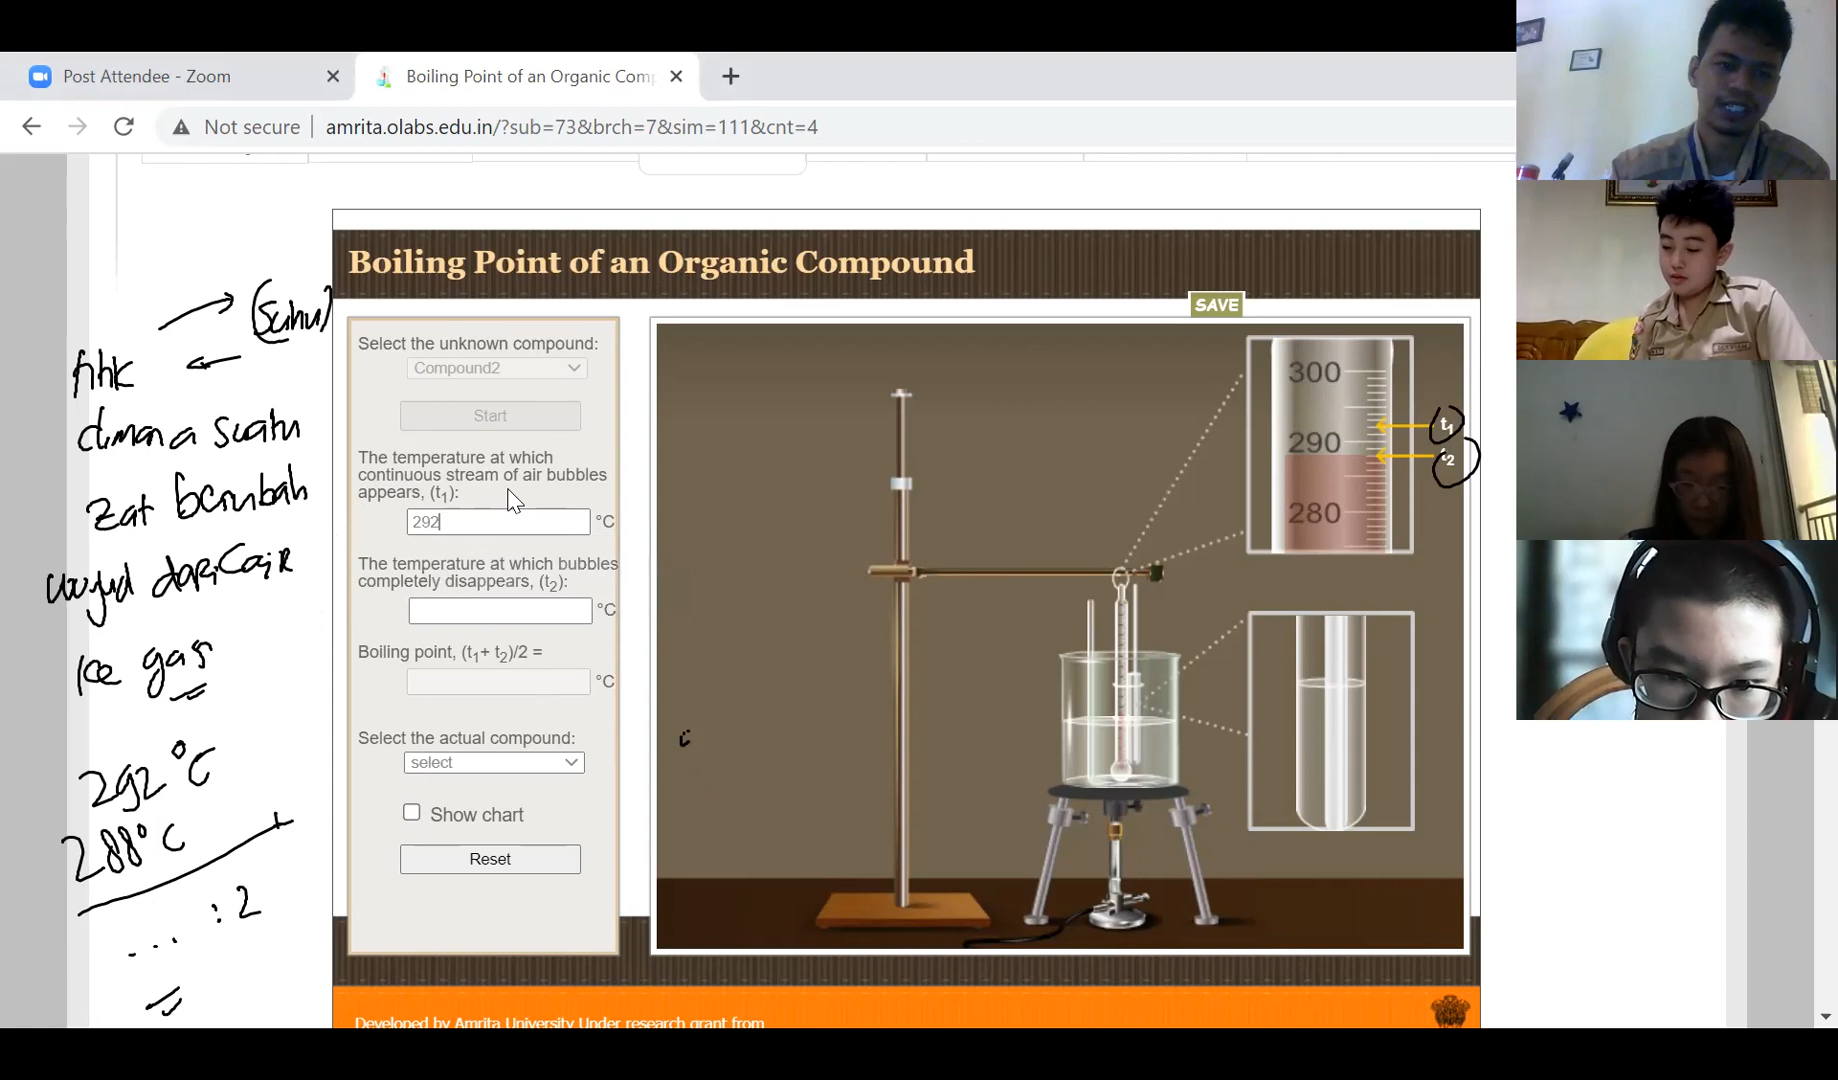 Post Attendee - Zoom
Boiling Point of an Organic Com
Not secure
amrita.olabs.edu.in/?sub=73&brch=7&sim=111&cnt=4
Boiling Point of an Organic Compound
SAVE
(Suhu)
titik
dimana suatu
zat berubah
wujud dari cair
ke gas
292 °C
288° C
... : 2
Select the unknown compound:
Compound2
Start
The temperature at which
continuous stream of air bubbles
appears, (t1):
292 °C
The temperature at which bubbles
completely disappears, (t2):
°C
Boiling point, (t1+ t2)/2 =
°C
Select the actual compound:
select
Show chart
Reset
300
t1
290
t2
280
Developed by Amrita University Under research grant from